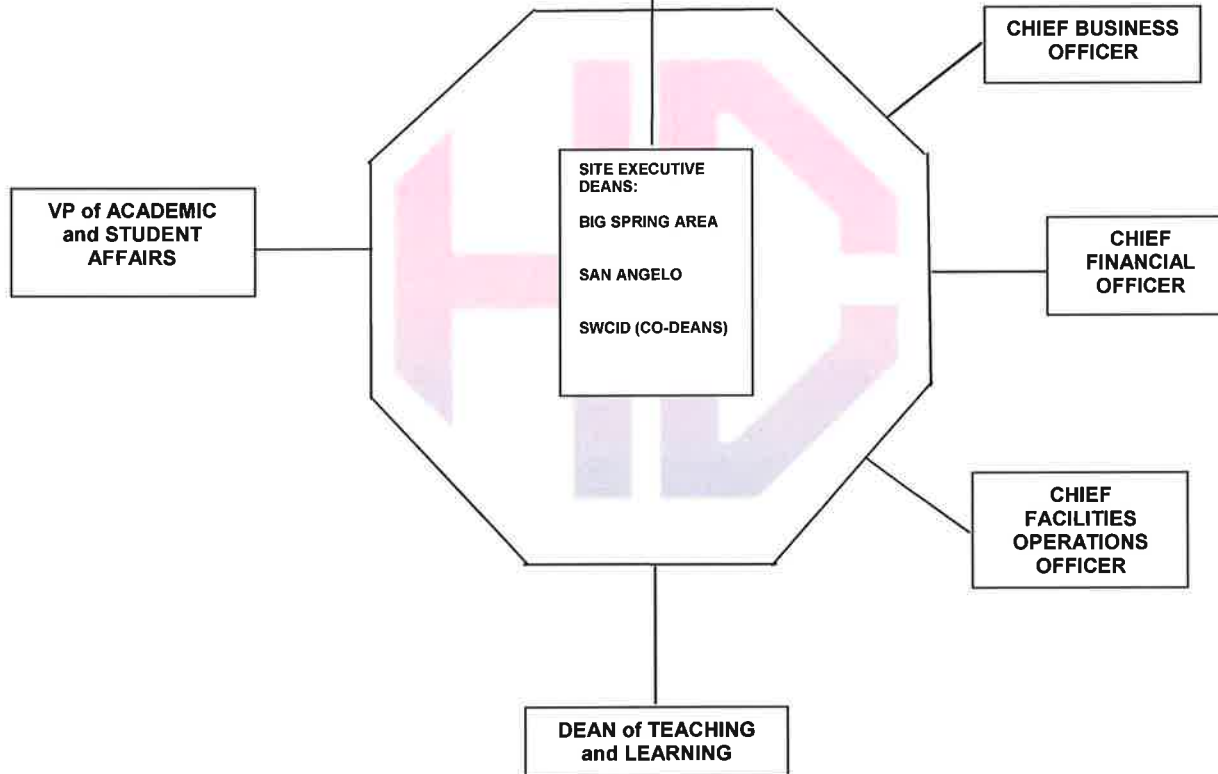 CHIEF BUSINESS
OFFICER
SITE EXECUTIVE
DEANS:
BIG SPRING AREA
SAN ANGELO
SWCID (CO-DEANS)
VP of ACADEMIC
and STUDENT
AFFAIRS
CHIEF
FINANCIAL
OFFICER
CHIEF
FACILITIES
OPERATIONS
OFFICER
DEAN of TEACHING
and LEARNING